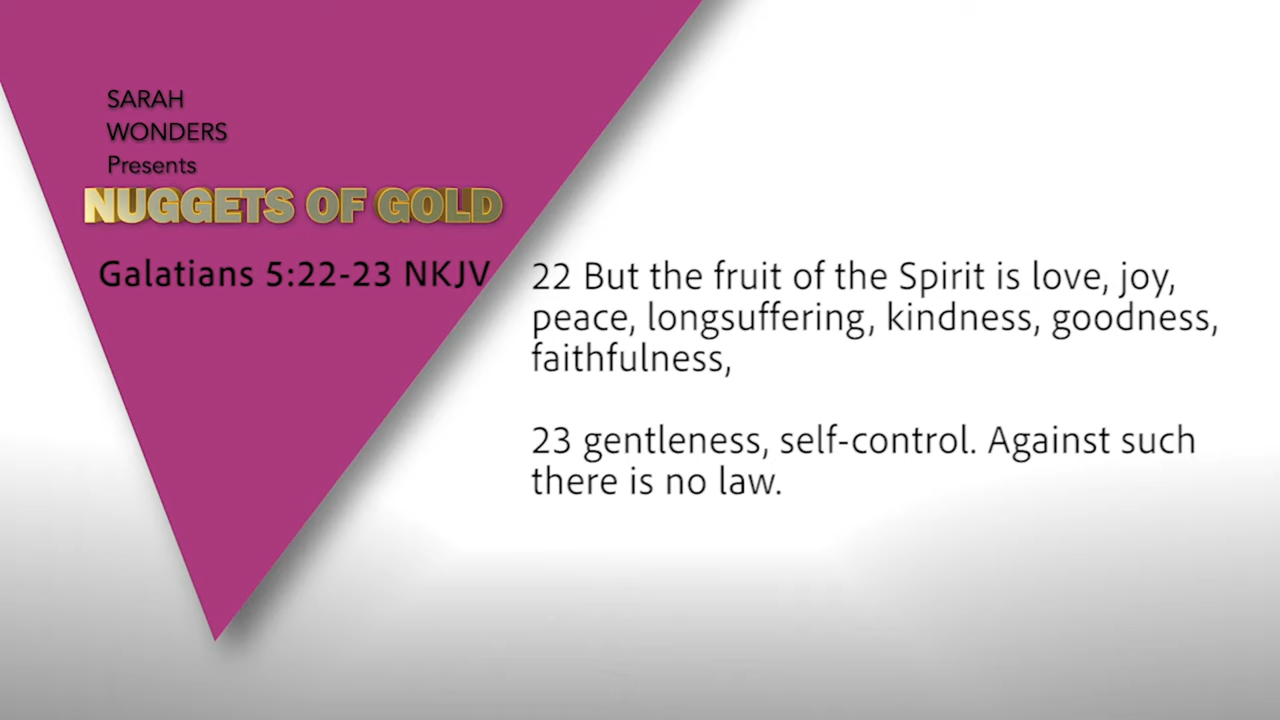 SARAH
WONDERS
Presents
NUGGETS OF GOLD
Galatians 5:22-23 NKJV
22 But the fruit of the Spirit is love, joy,
peace, longsuffering, kindness, goodness,
faithfulness,
23 gentleness, self-control. Against such
there is no law.